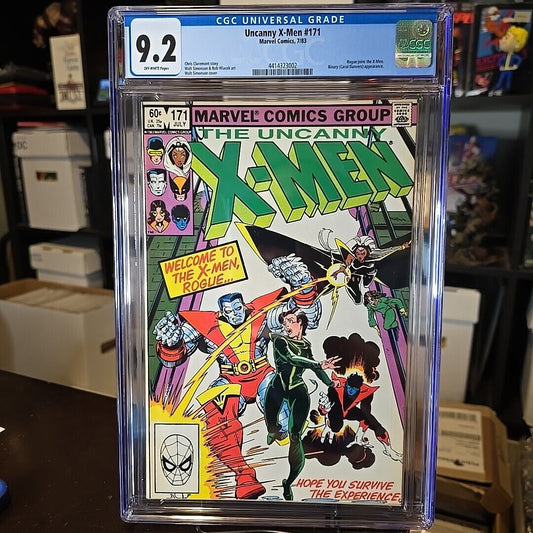 CGC UNIVERSAL GRADE
9.2
OFF-WHITE Pages
Uncanny X-Men #171
Marvel Comics, 7/83
Chris Claremont story
Walt Simonson & Bob Wiacek art
Walt Simonson cover
Rogue joins the X-Men.
Binary (Carol Danvers) appearance.
4414323002
CGC
60¢
171
JULY
MARVEL COMICS GROUP
THE UNCANNY
X-MEN
WELCOME TO
THE X-MEN,
ROGUE...
HOPE YOU SURVIVE
THE EXPERIENCE.